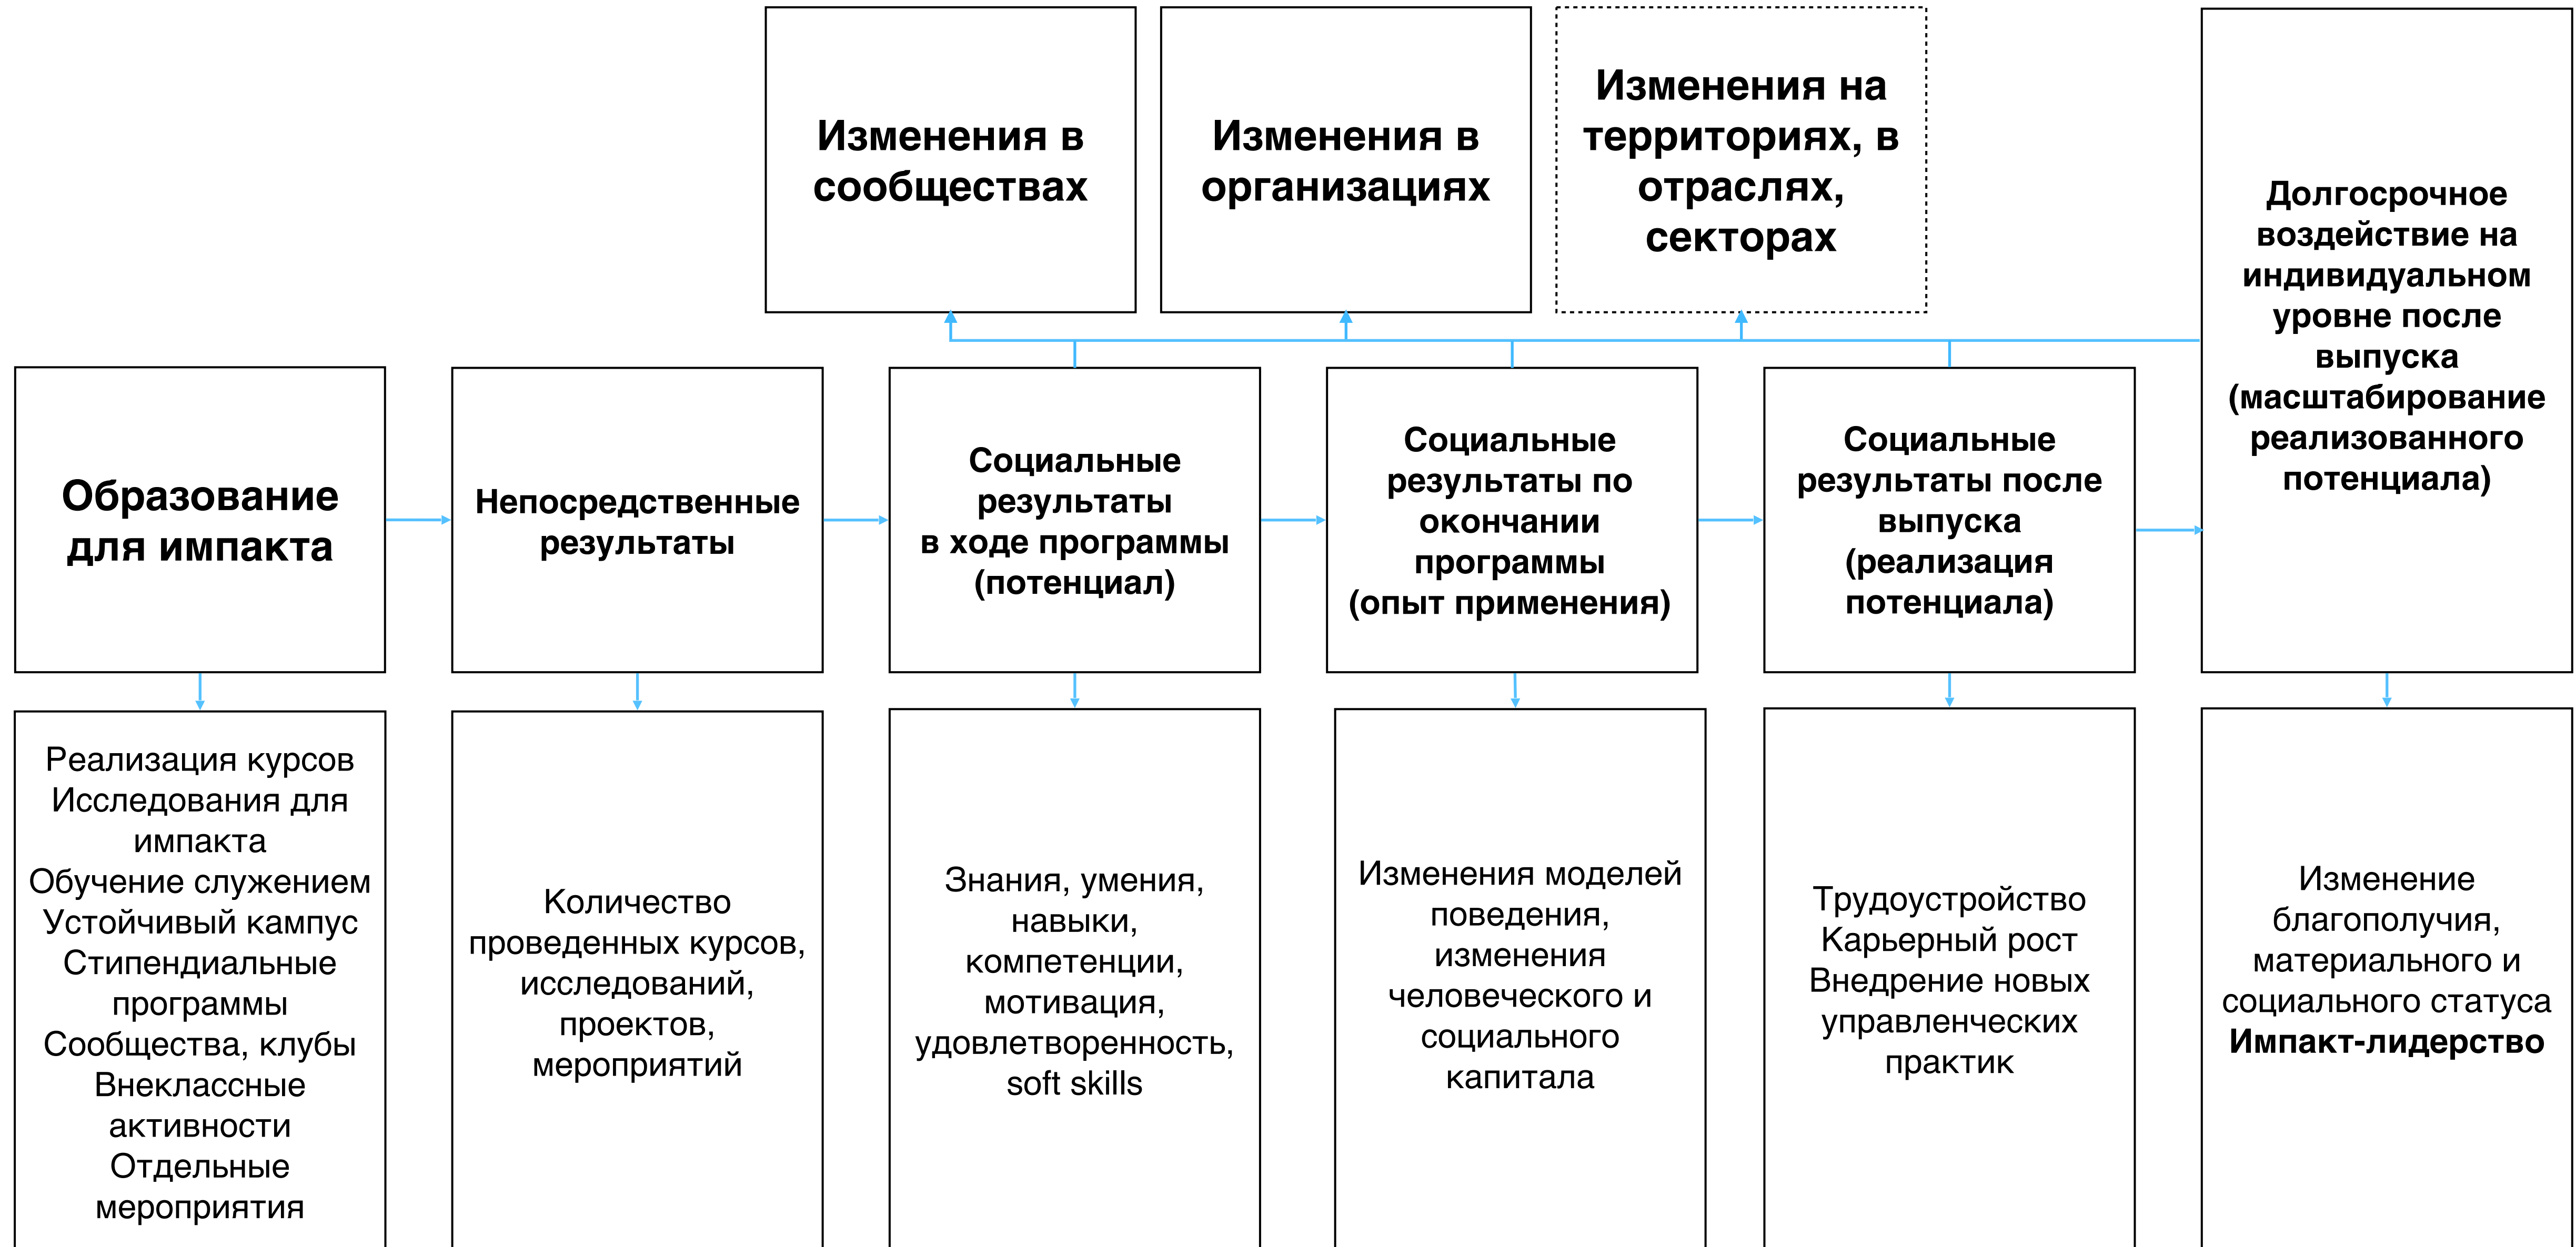 Изменения в
сообществах
Изменения в
организациях
Изменения на
территориях, в
отраслях,
секторах
Долгосрочное
воздействие на
индивидуальном
уровне после
выпуска
(масштабирование
реализованного
потенциала)
Образование
для импакта
Непосредственные
результаты
Социальные
результаты
в ходе программы
(потенциал)
Социальные
результаты по
окончании
программы
(опыт применения)
Социальные
результаты после
выпуска
(реализация
потенциала)
Реализация курсов
Исследования для
импакта
Обучение служением
Устойчивый кампус
Стипендиальные
программы
Сообщества, клубы
Внеклассные
активности
Отдельные
мероприятия
Количество
проведенных курсов,
исследований,
проектов,
мероприятий
Знания, умения,
навыки,
компетенции,
мотивация,
удовлетворенность,
soft skills
Изменения моделей
поведения,
изменения
человеческого и
социального
капитала
Трудоустройство
Карьерный рост
Внедрение новых
управленческих
практик
Изменение
благополучия,
материального и
социального статуса
Импакт-лидерство